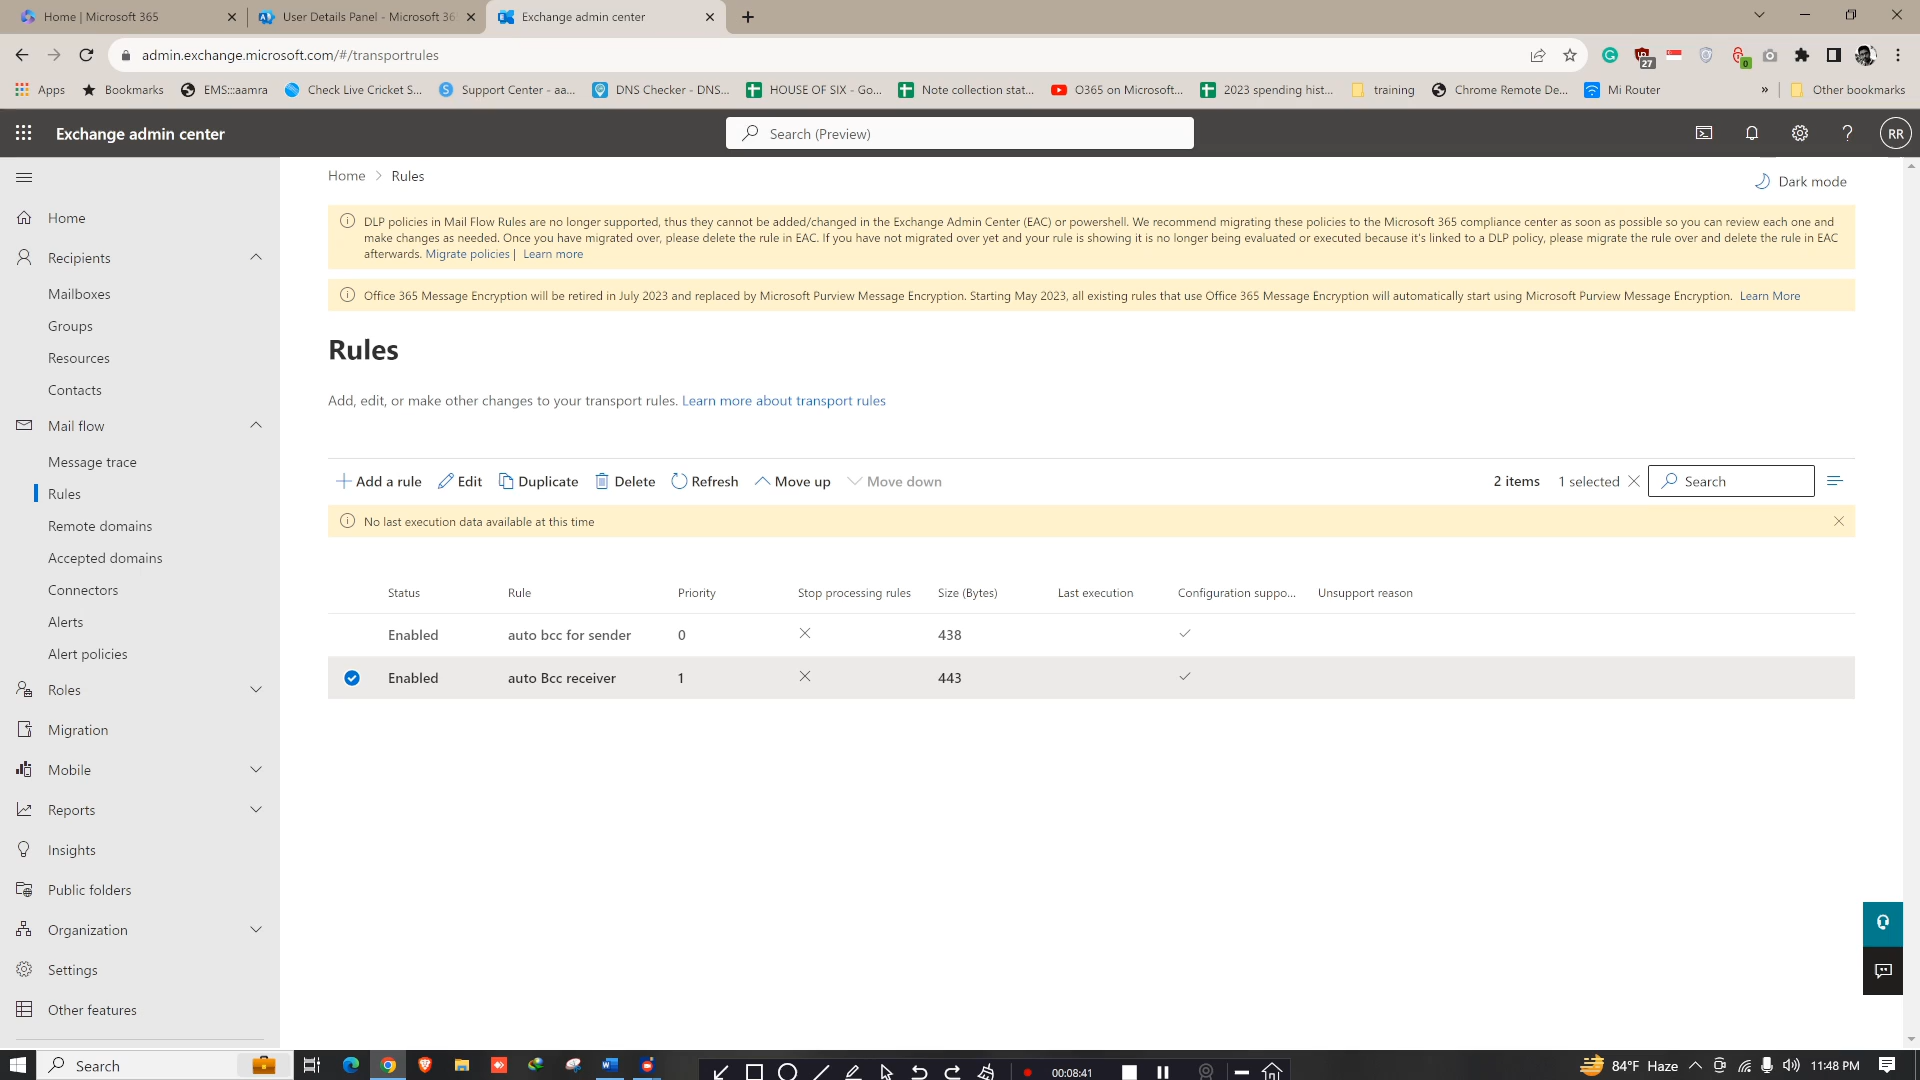 Home | Microsoft 365
User Details Panel - Microsoft 365
Exchange admin center
admin.exchange.microsoft.com/#/transportrules
27
0
Apps
Bookmarks
EMS:::aamra
Check Live Cricket S...
Support Center - aa...
DNS Checker - DNS...
HOUSE OF SIX - Go...
Note collection stat...
O365 on Microsoft...
2023 spending hist...
training
Chrome Remote De...
Mi Router
»
Other bookmarks
Exchange admin center
Search (Preview)
RR
Home > Rules
Dark mode
Home
Recipients
Mailboxes
Groups
Resources
Contacts
Mail flow
Message trace
Rules
Remote domains
Accepted domains
Connectors
Alerts
Alert policies
Roles
Migration
Mobile
Reports
Insights
Public folders
Organization
Settings
Other features
DLP policies in Mail Flow Rules are no longer supported, thus they cannot be added/changed in the Exchange Admin Center (EAC) or powershell. We recommend migrating these policies to the Microsoft 365 compliance center as soon as possible so you can review each one and
make changes as needed. Once you have migrated over, please delete the rule in EAC. If you have not migrated over yet and your rule is showing it is no longer being evaluated or executed because it's linked to a DLP policy, please migrate the rule over and delete the rule in EAC
afterwards. Migrate policies | Learn more
Office 365 Message Encryption will be retired in July 2023 and replaced by Microsoft Purview Message Encryption. Starting May 2023, all existing rules that use Office 365 Message Encryption will automatically start using Microsoft Purview Message Encryption. Learn More
Rules
Add, edit, or make other changes to your transport rules. Learn more about transport rules
Add a rule Edit Duplicate Delete Refresh Move up Move down 2 items 1 selected Search
No last execution data available at this time
Status Rule Priority Stop processing rules Size (Bytes) Last execution Configuration suppo... Unsupport reason
Enabled auto bcc for sender 0 438
Enabled auto Bcc receiver 1 443
Search
00:08:41
84°F Haze
11:48 PM